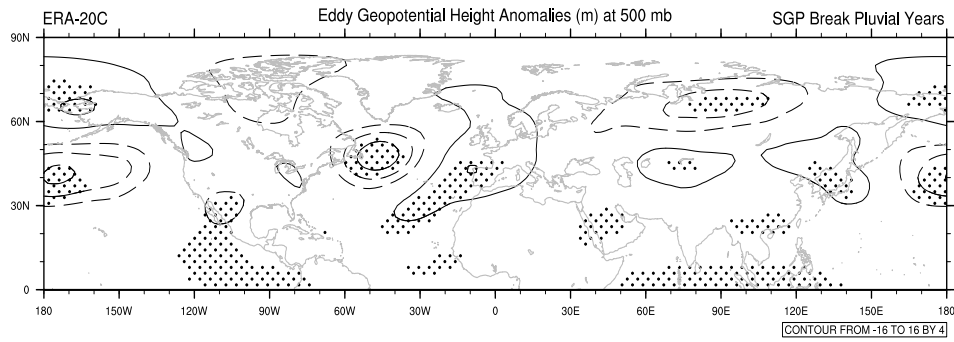 ERA-20C Eddy Geopotential Height Anomalies (m) at 500 mb SGP Break Pluvial Years
90N
60N
30N
0
180 150W 120W 90W 60W 30W 0 30E 60E 90E 120E 150E 180
CONTOUR FROM -16 TO 16 BY 4